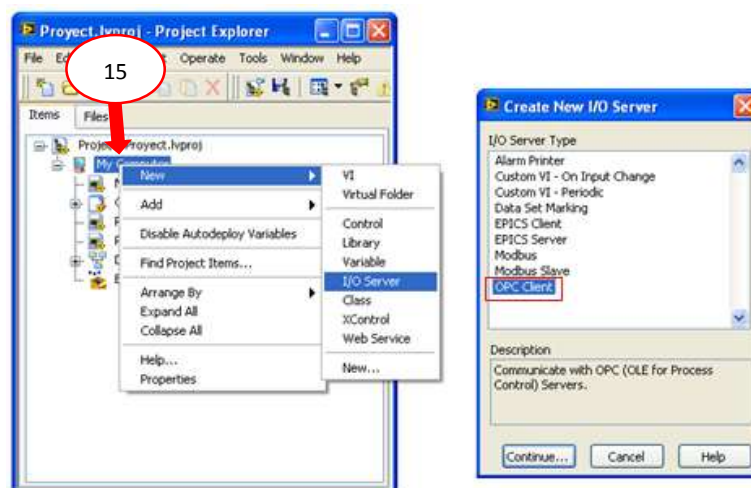 Proyect.lvproj - Project Explorer
File Operate Tools Window Help
15
Items Files
Project: Proyect.lvproj
My Computer
New
Add
Disable Autodeploy Variables
Find Project Items...
Arrange By
Expand All
Collapse All
Help...
Properties
VI
Virtual Folder
Control
Library
Variable
I/O Server
Class
XControl
Web Service
New...
Create New I/O Server
I/O Server Type
Alarm Printer
Custom VI - On Input Change
Custom VI - Periodic
Data Set Marking
EPICS Client
EPICS Server
Modbus
Modbus Slave
OPC Client
Description
Communicate with OPC (OLE for Process
Control) Servers.
Continue... Cancel Help